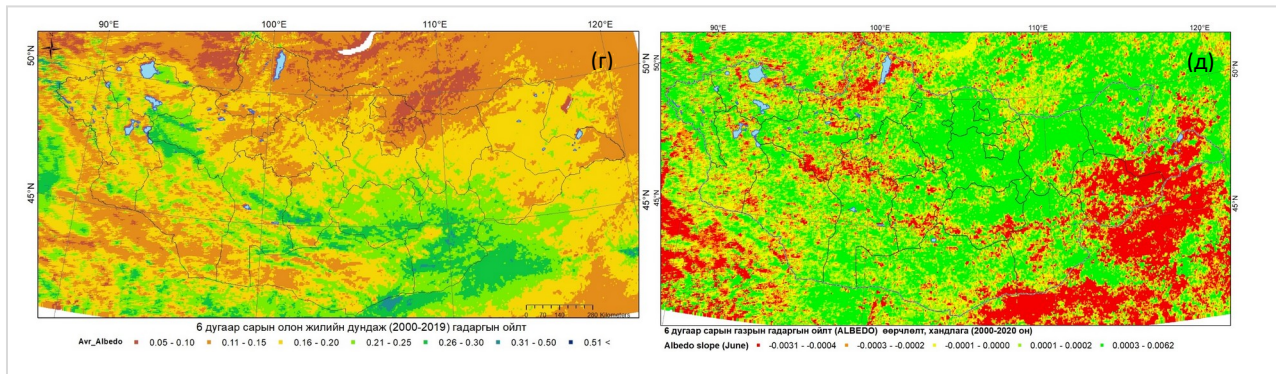 90°E 100°E 110°E 120°E
50°N
45°N
50°N
45°N
(г)
0 70 140 280 Kilometers
6 дугаар сарын олон жилийн дундаж (2000-2019) гадаргын ойлт
Avr_Albedo 0.05 - 0.10 0.11 - 0.15 0.16 - 0.20 0.21 - 0.25 0.26 - 0.30 0.31 - 0.50 0.51 <
90°E 100°E 110°E 120°E
50°N
45°N
50°N
45°N
(д)
6 дугаар сарын газрын гадаргын ойлт (ALBEDO) өөрчлөлт, хандлага (2000-2020 он)
Albedo slope (June) -0.0031 - -0.0004 -0.0003 - -0.0002 -0.0001 - 0.0000 0.0001 - 0.0002 0.0003 - 0.0062